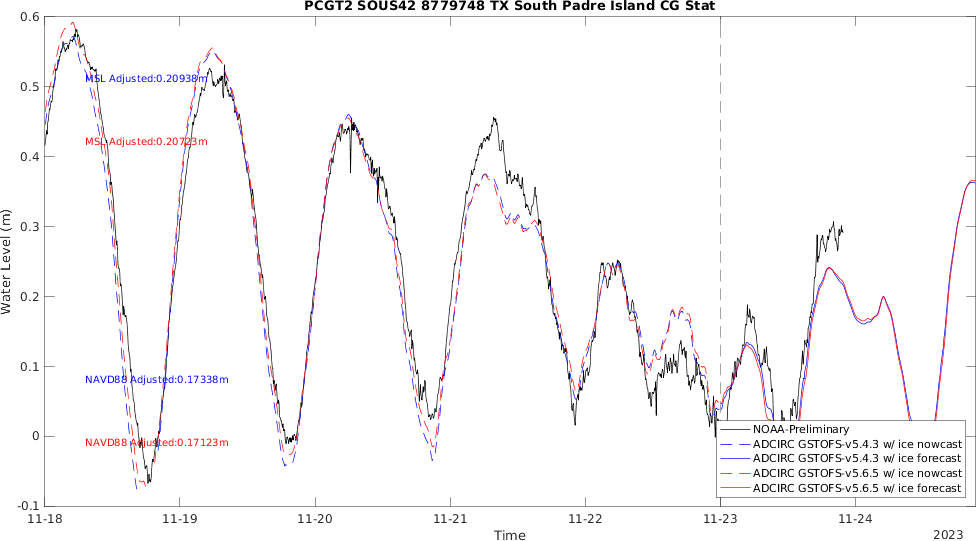 PCGT2 SOUS42 8779748 TX South Padre Island CG Stat
0.6
0.5
0.4
0.3
0.2
0.1
0
-0.1
Water Level (m)
MSL Adjusted:0.20938m
MSL Adjusted:0.20723m
NAVD88 Adjusted:0.17338m
NAVD88 Adjusted:0.17123m
NOAA-Preliminary
ADCIRC GSTOFS-v5.4.3 w/ ice nowcast
ADCIRC GSTOFS-v5.4.3 w/ ice forecast
ADCIRC GSTOFS-v5.6.5 w/ ice nowcast
ADCIRC GSTOFS-v5.6.5 w/ ice forecast
11-18 11-19 11-20 11-21 11-22 11-23 11-24
Time
2023